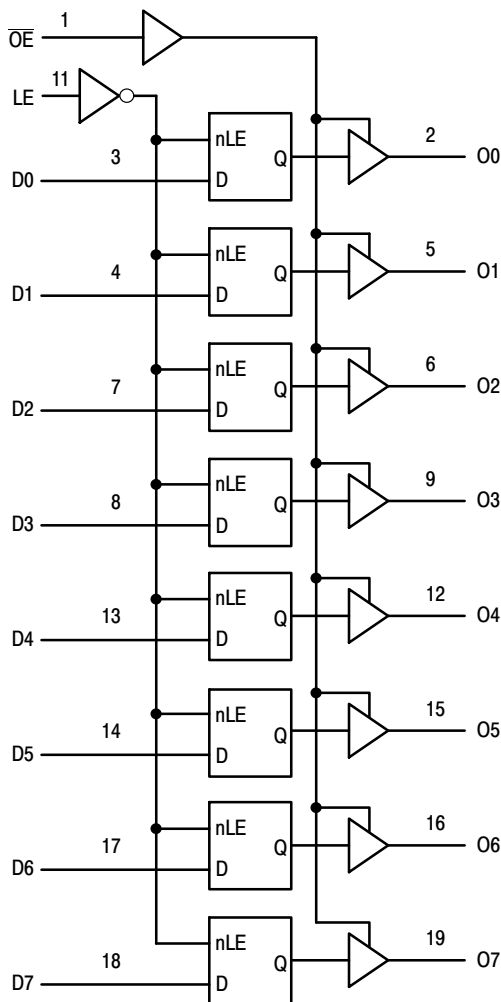 OE 1
LE 11
nLE
D0 3 D Q 2 O0
nLE
D1 4 D Q 5 O1
nLE
D2 7 D Q 6 O2
nLE
D3 8 D Q 9 O3
nLE
D4 13 D Q 12 O4
nLE
D5 14 D Q 15 O5
nLE
D6 17 D Q 16 O6
nLE
D7 18 D Q 19 O7